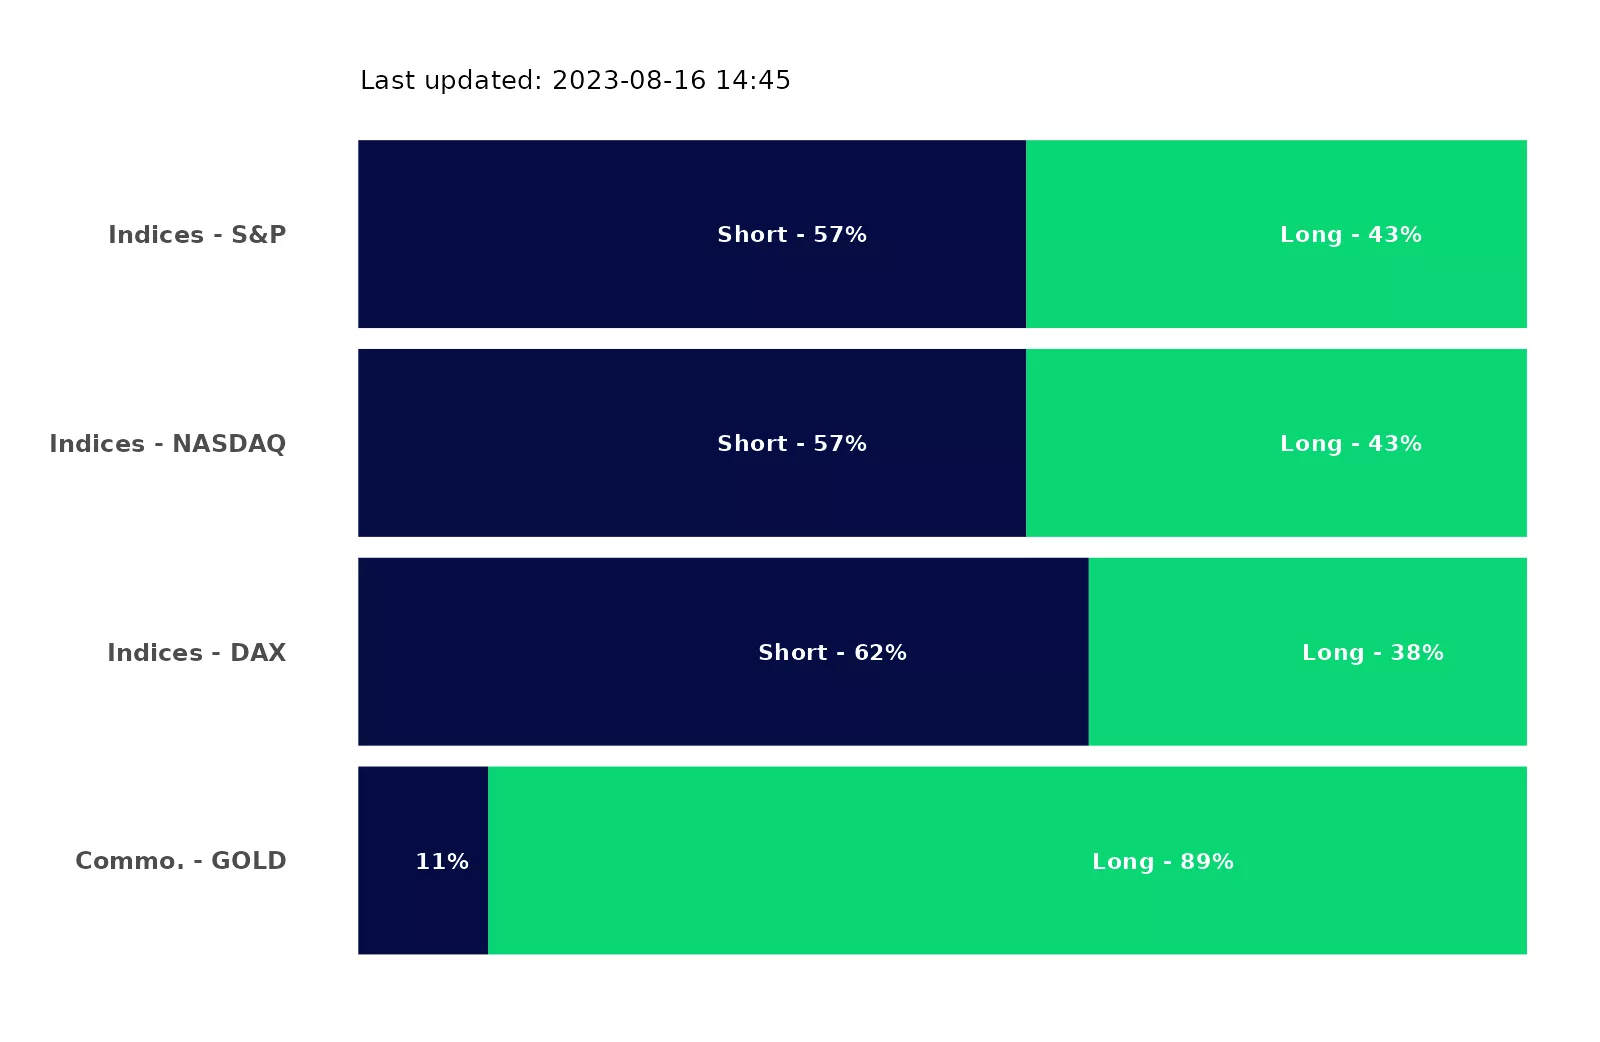 Last updated: 2023-08-16 14:45
Indices - S&P Short - 57% Long - 43%
Indices - NASDAQ Short - 57% Long - 43%
Indices - DAX Short - 62% Long - 38%
Commo. - GOLD 11% Long - 89%